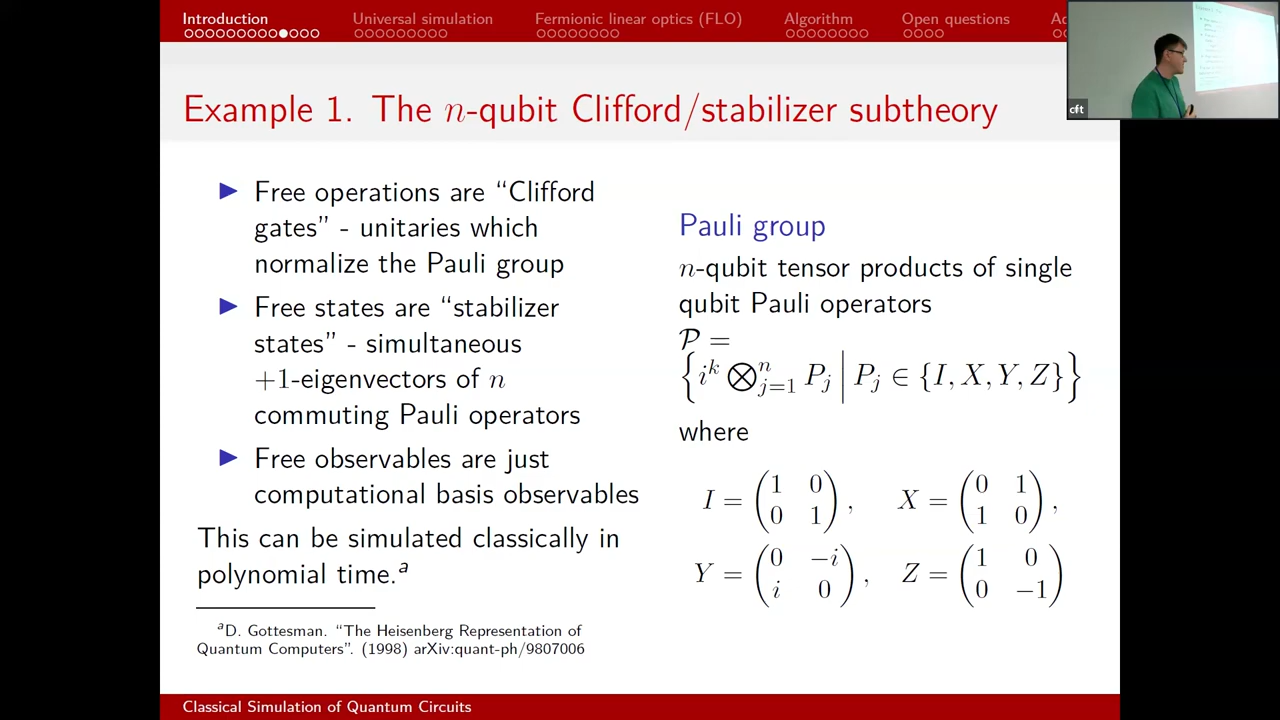 Introduction
Universal simulation
Fermionic linear optics (FLO)
Algorithm
Open questions
cft
Example 1. The n-qubit Clifford/stabilizer subtheory
▶ Free operations are “Clifford
gates” - unitaries which
normalize the Pauli group
▶ Free states are “stabilizer
states” - simultaneous
+1-eigenvectors of n
commuting Pauli operators
▶ Free observables are just
computational basis observables
This can be simulated classically in
polynomial time.ᵃ
ᵃD. Gottesman. “The Heisenberg Representation of
Quantum Computers”. (1998) arXiv:quant-ph/9807006
Pauli group
n-qubit tensor products of single
qubit Pauli operators
𝒫 =
{i^k ⨂_{j=1}^n P_j | P_j ∈ {I, X, Y, Z}}
where
I = (1 0; 0 1), X = (0 1; 1 0),
Y = (0 −i; i 0), Z = (1 0; 0 −1)
Classical Simulation of Quantum Circuits